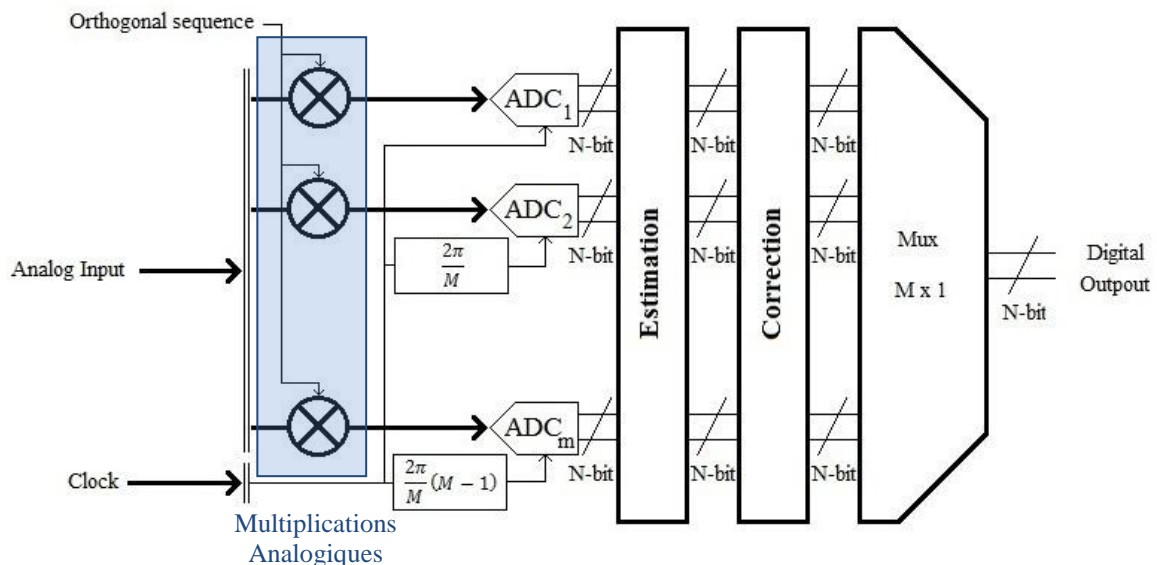 Orthogonal sequence
ADC1
N-bit
N-bit
N-bit
ADC2
N-bit
N-bit
N-bit
2π
M
Analog Input
Estimation
Correction
Mux
M x 1
Digital
Outpout
N-bit
ADCm
N-bit
N-bit
N-bit
Clock
2π
M (M − 1)
Multiplications
Analogiques